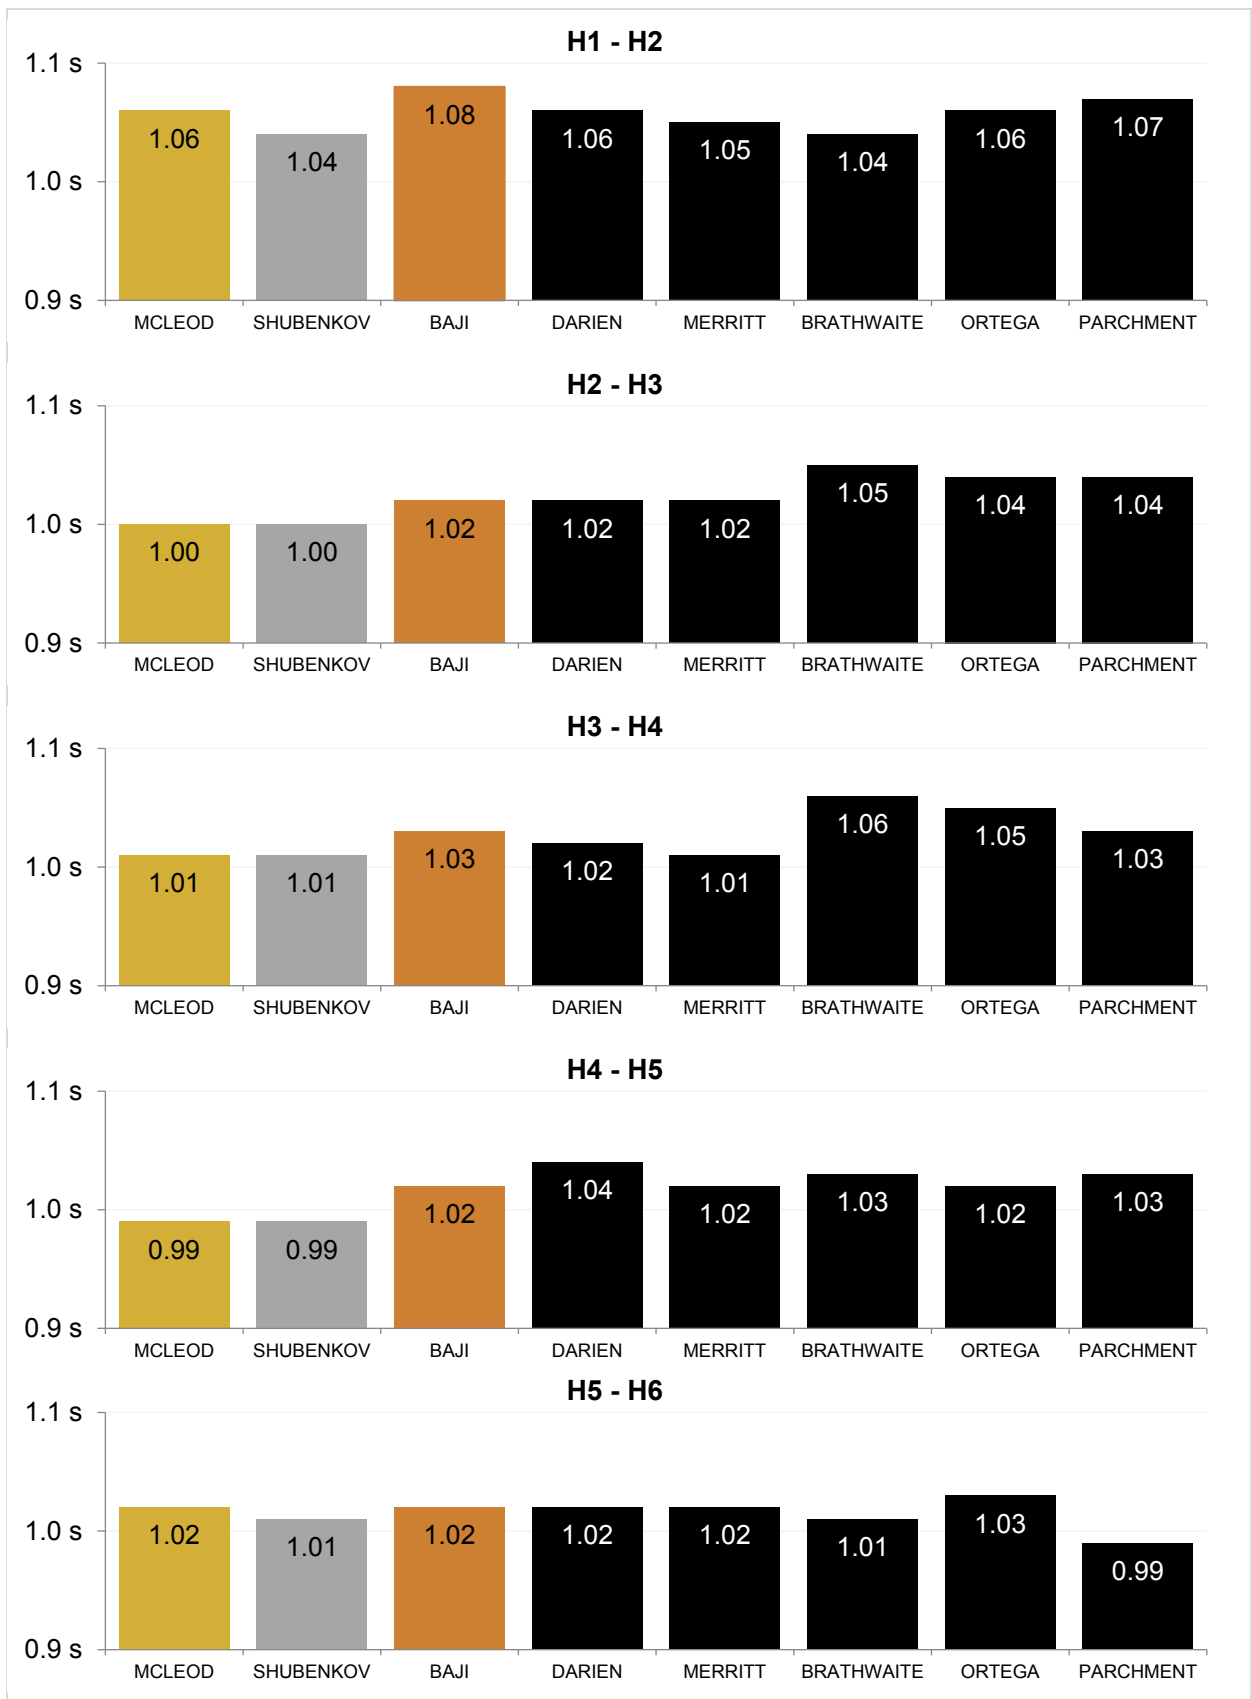 H1 - H2
1.1 s
1.0 s
0.9 s
1.06 1.04 1.08 1.06 1.05 1.04 1.06 1.07
MCLEOD SHUBENKOV BAJI DARIEN MERRITT BRATHWAITE ORTEGA PARCHMENT
H2 - H3
1.1 s
1.0 s
0.9 s
1.00 1.00 1.02 1.02 1.02 1.05 1.04 1.04
MCLEOD SHUBENKOV BAJI DARIEN MERRITT BRATHWAITE ORTEGA PARCHMENT
H3 - H4
1.1 s
1.0 s
0.9 s
1.01 1.01 1.03 1.02 1.01 1.06 1.05 1.03
MCLEOD SHUBENKOV BAJI DARIEN MERRITT BRATHWAITE ORTEGA PARCHMENT
H4 - H5
1.1 s
1.0 s
0.9 s
0.99 0.99 1.02 1.04 1.02 1.03 1.02 1.03
MCLEOD SHUBENKOV BAJI DARIEN MERRITT BRATHWAITE ORTEGA PARCHMENT
H5 - H6
1.1 s
1.0 s
0.9 s
1.02 1.01 1.02 1.02 1.02 1.01 1.03 0.99
MCLEOD SHUBENKOV BAJI DARIEN MERRITT BRATHWAITE ORTEGA PARCHMENT